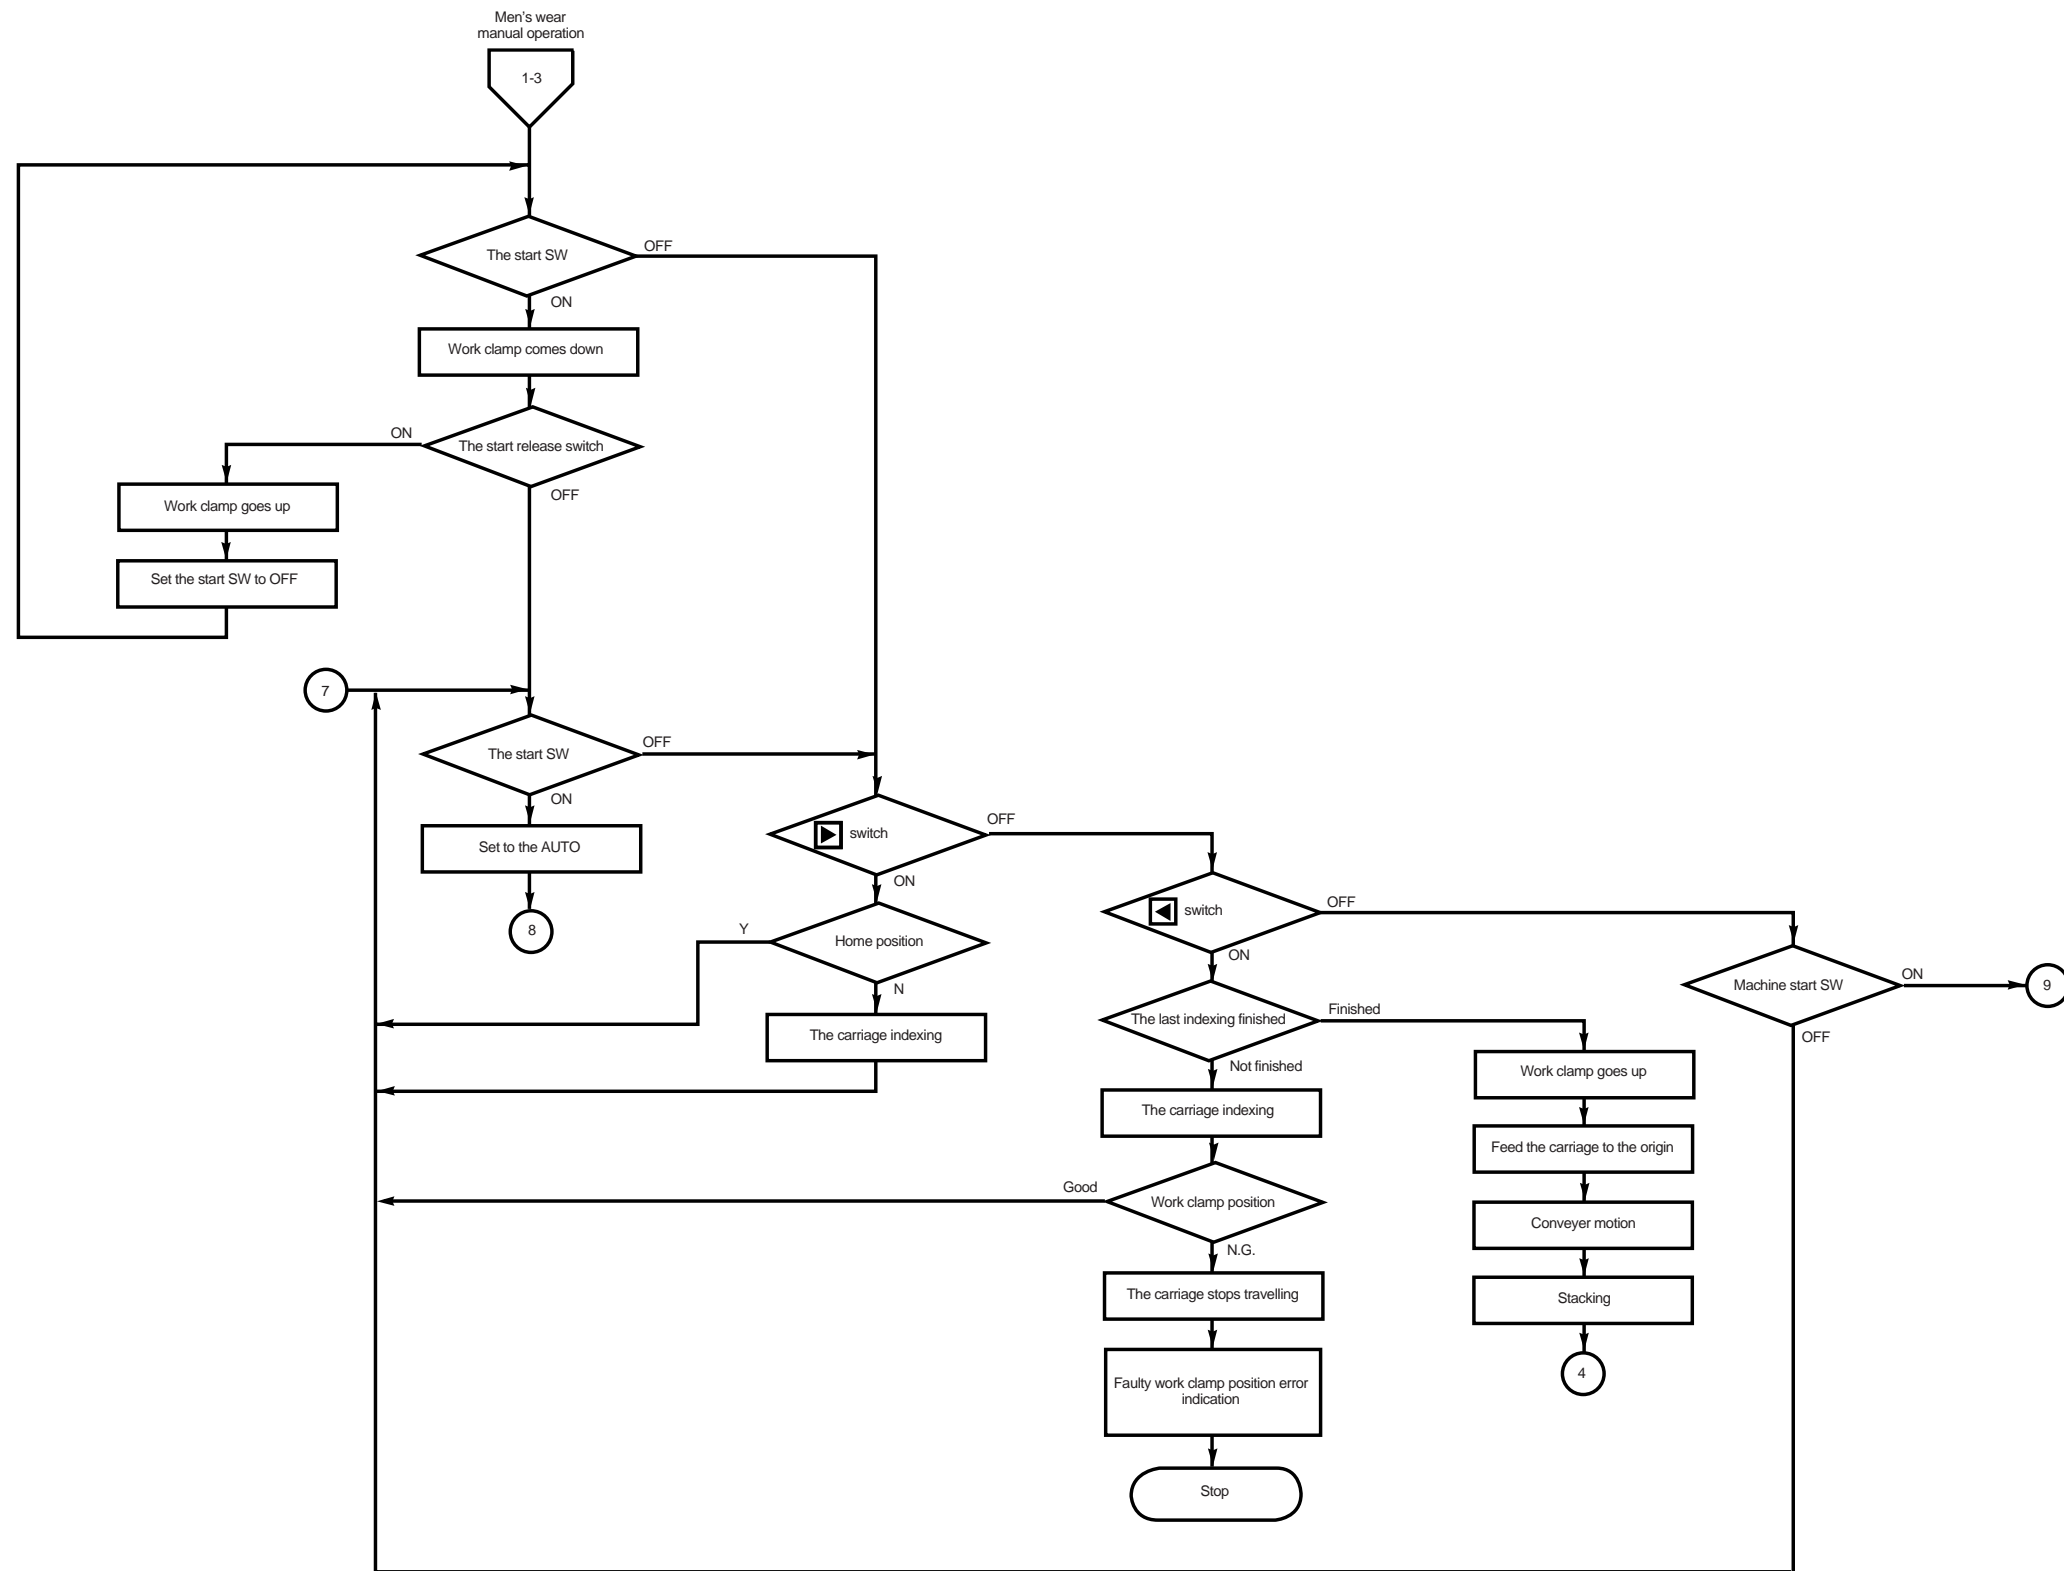 Men's wear
manual operation
1-3
The start SW
OFF
ON
Work clamp comes down
ON
The start release switch
OFF
Work clamp goes up
Set the start SW to OFF
7
The start SW
OFF
ON
Set to the AUTO
8
switch
OFF
ON
Y
Home position
N
The carriage indexing
switch
OFF
ON
Machine start SW
ON
9
OFF
The last indexing finished
Finished
Not finished
The carriage indexing
Good
Work clamp position
N.G.
The carriage stops travelling
Faulty work clamp position error
indication
Stop
Work clamp goes up
Feed the carriage to the origin
Conveyer motion
Stacking
4